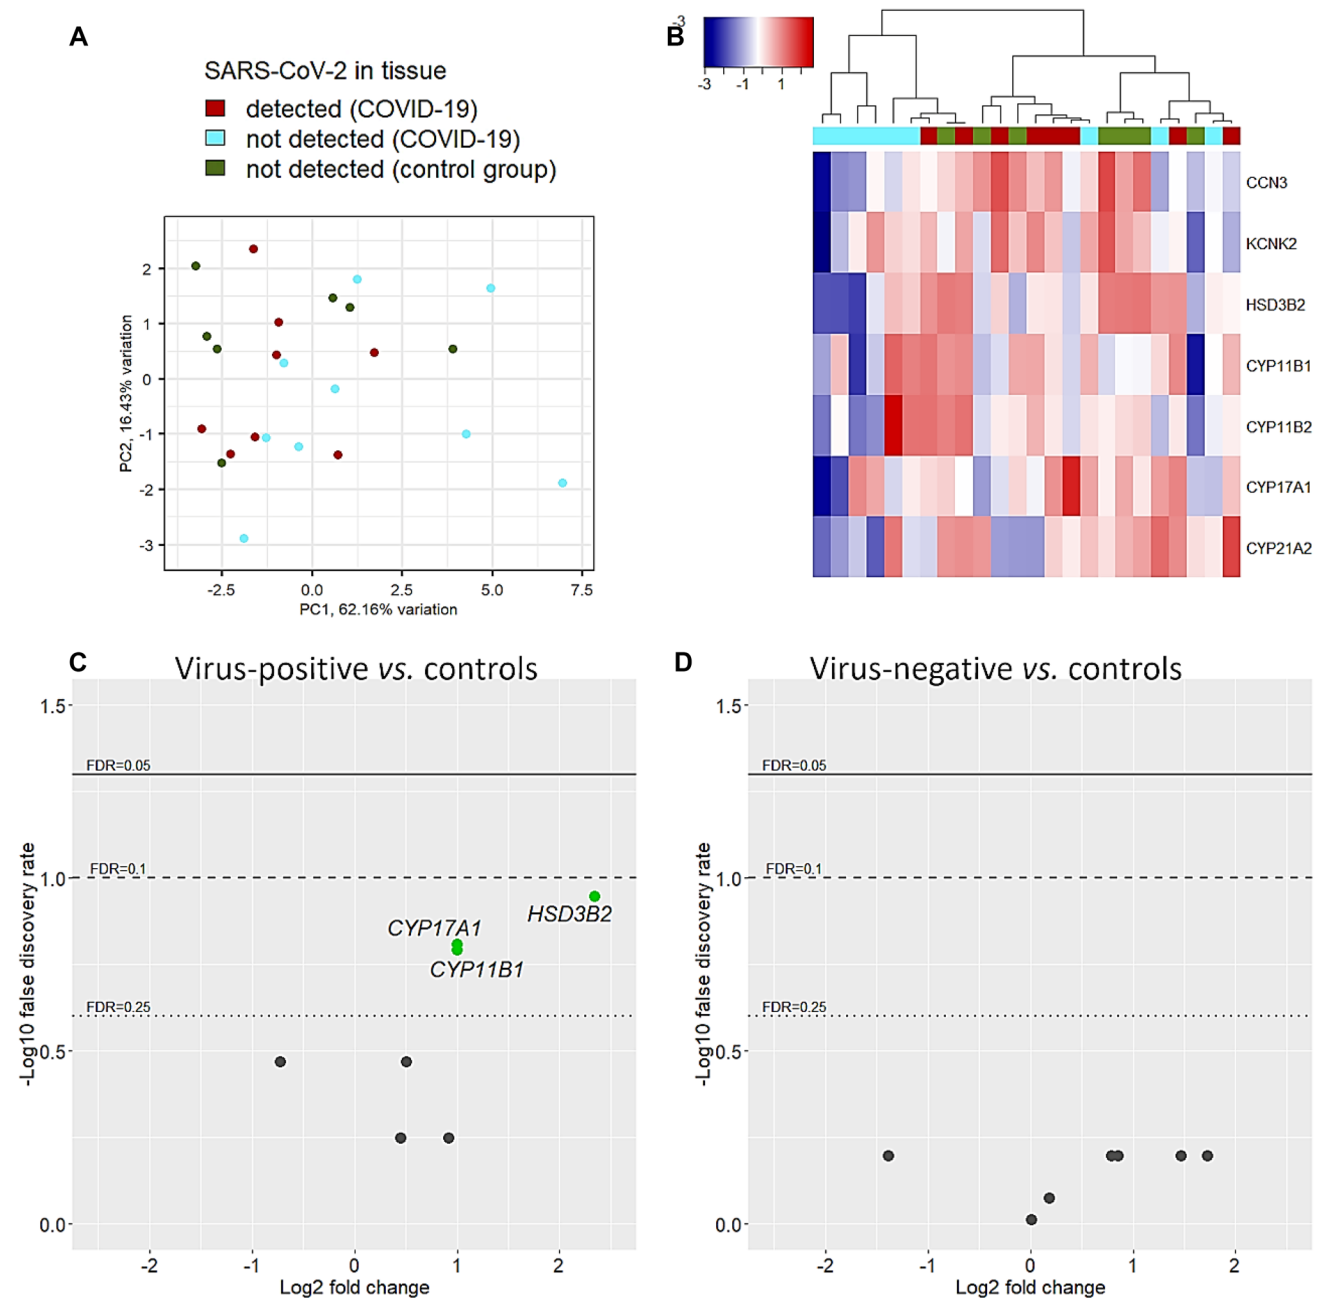 A
SARS-CoV-2 in tissue
detected (COVID-19)
not detected (COVID-19)
not detected (control group)
PC2, 16.43% variation
2
1
0
-1
-2
-3
-2.5 0.0 2.5 5.0 7.5
PC1, 62.16% variation
B
-3
-3 -1 1
CCN3
KCNK2
HSD3B2
CYP11B1
CYP11B2
CYP17A1
CYP21A2
C
Virus-positive vs. controls
-Log10 false discovery rate
1.5
FDR=0.05
FDR=0.1
1.0
HSD3B2
CYP17A1
CYP11B1
FDR=0.25
0.5
0.0
-2 -1 0 1 2
Log2 fold change
D
Virus-negative vs. controls
-Log10 false discovery rate
1.5
FDR=0.05
FDR=0.1
1.0
FDR=0.25
0.5
0.0
-2 -1 0 1 2
Log2 fold change